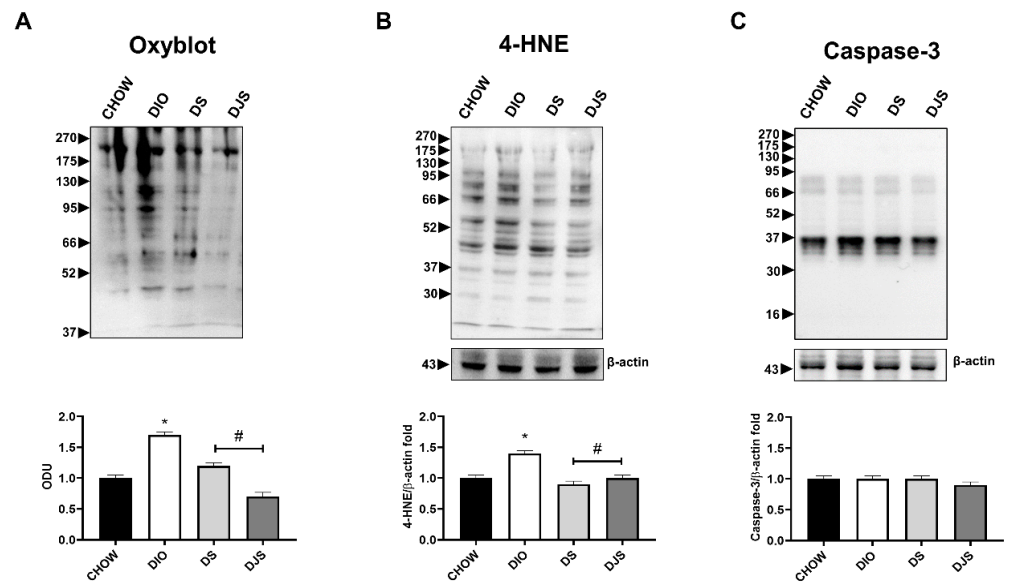 A
Oxyblot
CHOW DIO DS DJS
270
175
130
95
66
52
37
ODU
2.0
1.5
1.0
0.5
0.0
*
#
CHOW DIO DS DJS
B
4-HNE
CHOW DIO DS DJS
270
175
130
95
66
52
37
30
43
β-actin
4-HNE/β-actin fold
2.0
1.5
1.0
0.5
0.0
*
#
CHOW DIO DS DJS
C
Caspase-3
CHOW DIO DS DJS
270
175
130
95
66
52
37
30
16
43
β-actin
Caspase-3/β-actin fold
2.0
1.5
1.0
0.5
0.0
CHOW DIO DS DJS